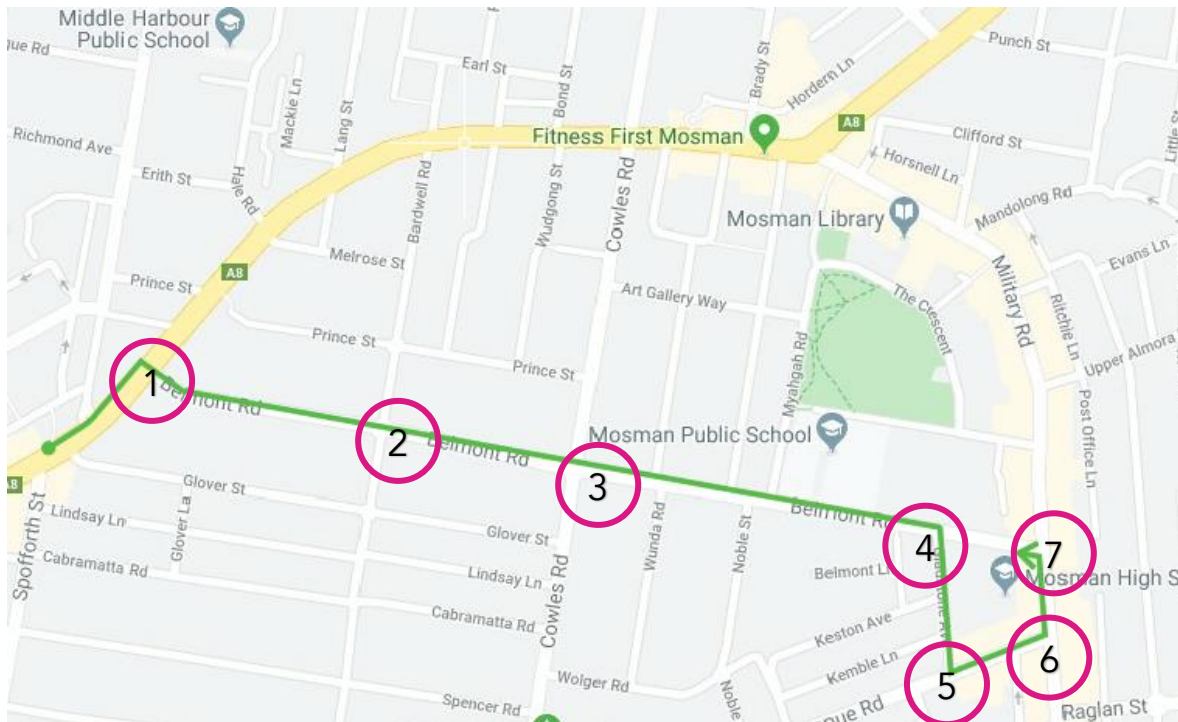 Middle Harbour
Public School
Punch St
gue Rd
Earl St
Bond St
Brady St
Hordern Ln
Mackie Ln
Lang St
A8
Fitness First Mosman
Clifford St
Little St
Richmond Ave
Horsnell Ln
Erith St
Hale Rd
Bardwell Rd
Wudgong St
Cowles Rd
Mandolong Rd
Mosman Library
Evans Ln
Melrose St
A8
Military Rd
Prince St
Art Gallery Way
The Crescent
Ritchie Ln
Upper Almora
Prince St
Myahgah Rd
Prince St
1
Belmont Rd
Post Office Ln
2
Belmont Rd
Mosman Public School
3
A8
Glover St
Spofforth St
Lindsay Ln
Glover La
Glover St
Wunda Rd
Noble St
Belmont Rd
4
7
Cabramatta Rd
Lindsay Ln
Belmont L
Mosman High S
Cowles Rd
Cabramatta Rd
Keston Ave
Kemble Ln
6
5
Wolger Rd
Noble
Spencer Rd
que Rd
Raglan St